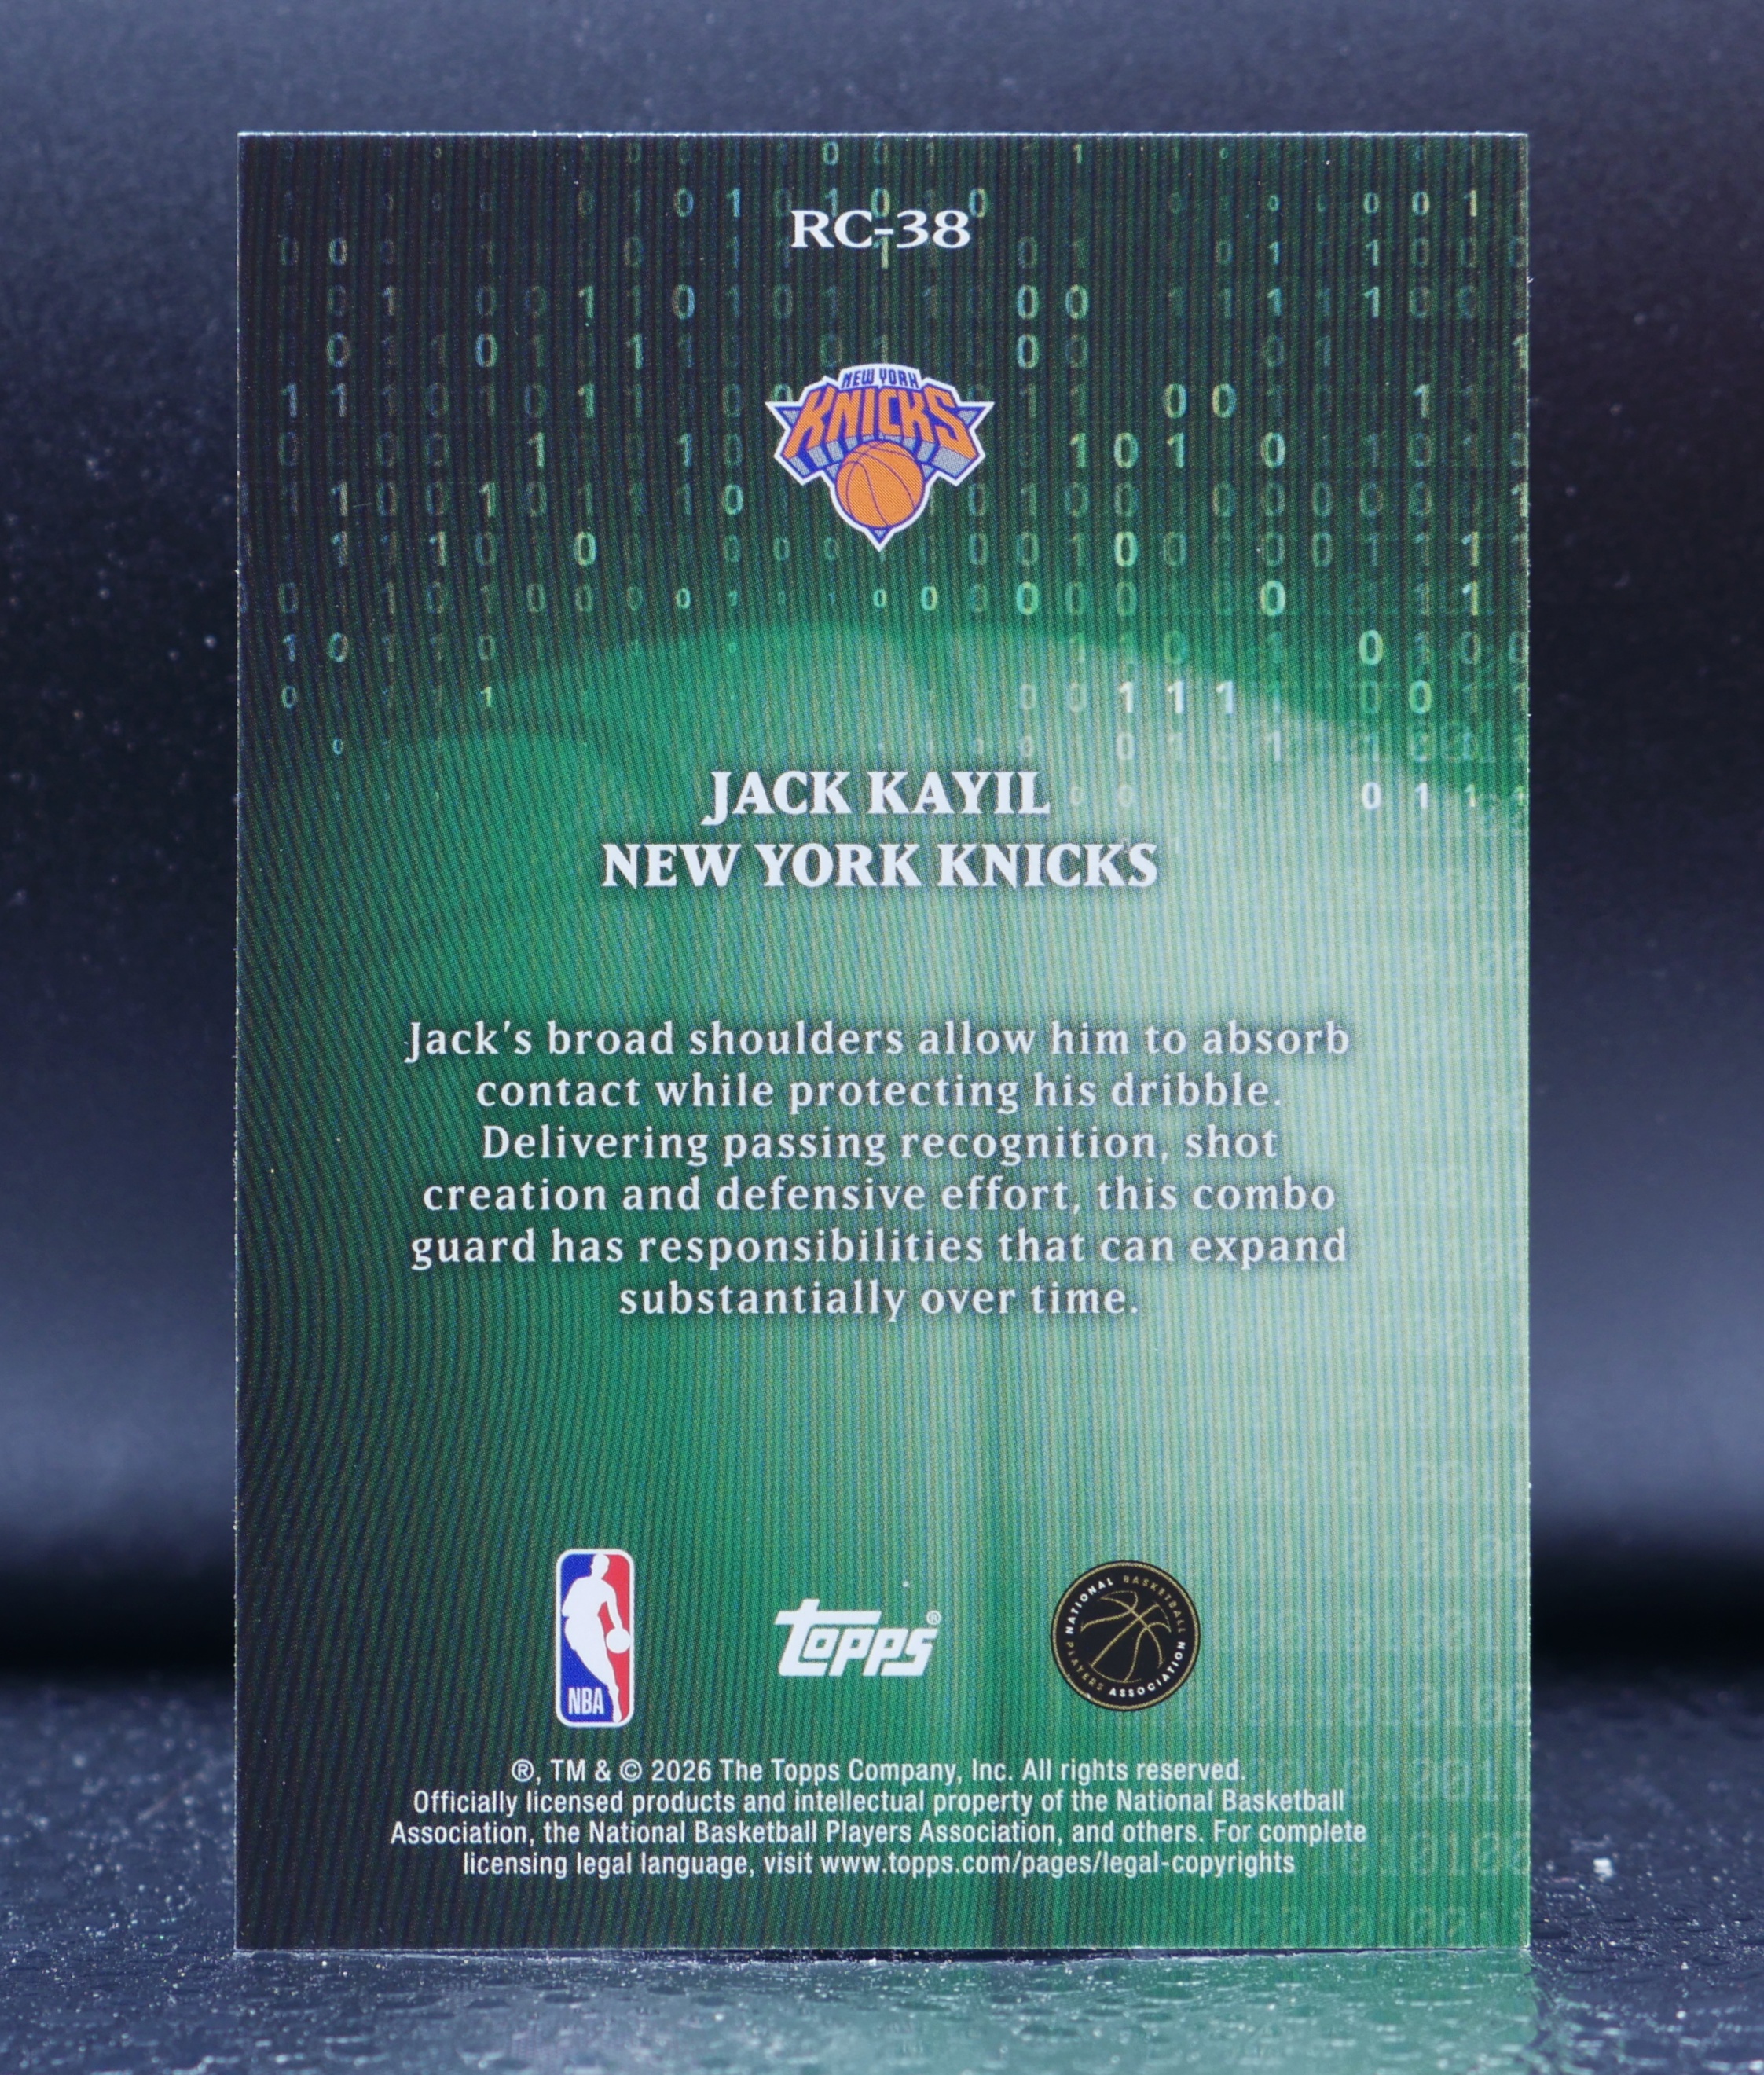 RC-38
NEW YORK
KNICKS
JACK KAYIL
NEW YORK KNICKS
Jack's broad shoulders allow him to absorb
contact while protecting his dribble.
Delivering passing recognition, shot
creation and defensive effort, this combo
guard has responsibilities that can expand
substantially over time.
NBA
Topps®
NATIONAL BASKETBALL PLAYERS ASSOCIATION
®, TM & © 2026 The Topps Company, Inc. All rights reserved.
Officially licensed products and intellectual property of the National Basketball
Association, the National Basketball Players Association, and others. For complete
licensing legal language, visit www.topps.com/pages/legal-copyrights